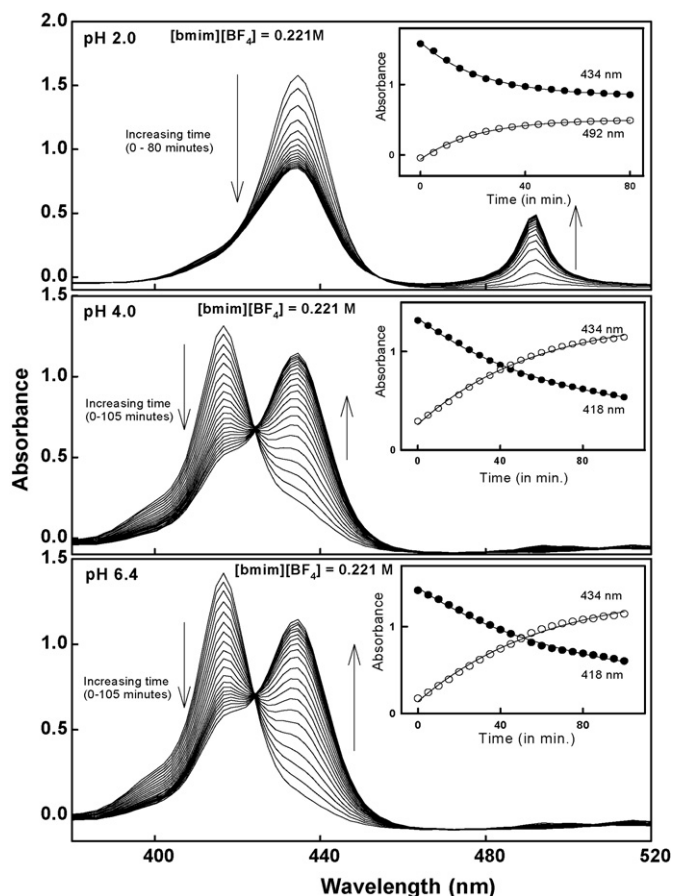 pH 2.0
[bmim][BF4] = 0.221M
Increasing time
(0 - 80 minutes)
2.0
1.5
1.0
0.5
0.0
Absorbance
1
0
434 nm
492 nm
0
40
80
Time (in min.)
pH 4.0
[bmim][BF4] = 0.221 M
Increasing time
(0-105 minutes)
1.5
1.0
0.5
0.0
Absorbance
1
0
434 nm
418 nm
0
40
80
Time (in min.)
Absorbance
pH 6.4
[bmim][BF4] = 0.221 M
Increasing time
(0-105 minutes)
1.5
1.0
0.5
0.0
Absorbance
1
0
434 nm
418 nm
0
40
80
Time (in min.)
400
440
480
520
Wavelength (nm)